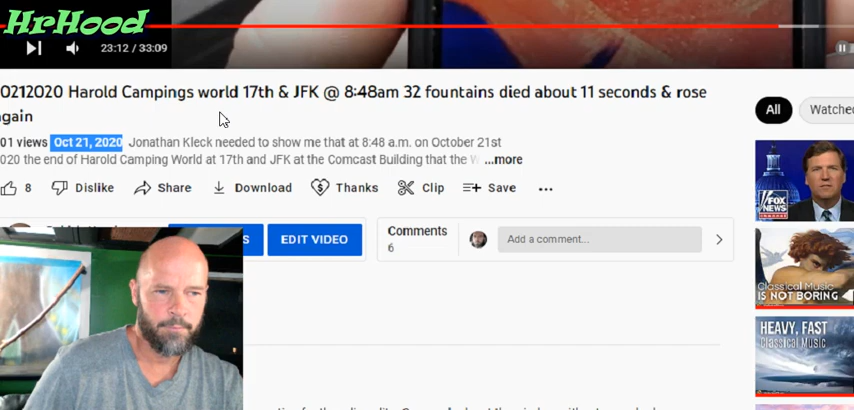 HrHood
23:12 / 33:09
0212020 Harold Campings world 17th & JFK @ 8:48am 32 fountains died about 11 seconds & rose
again
01 views Oct 21, 2020 Jonathan Kleck needed to show me that at 8:48 a.m. on October 21st
020 the end of Harold Camping World at 17th and JFK at the Comcast Building that the W ...more
8 Dislike Share Download Thanks Clip Save ...
All Watched
FOX
NEWS
S EDIT VIDEO
Comments
6
Add a comment...
Classical Music
IS NOT BORING
HEAVY, FAST
Classical Music